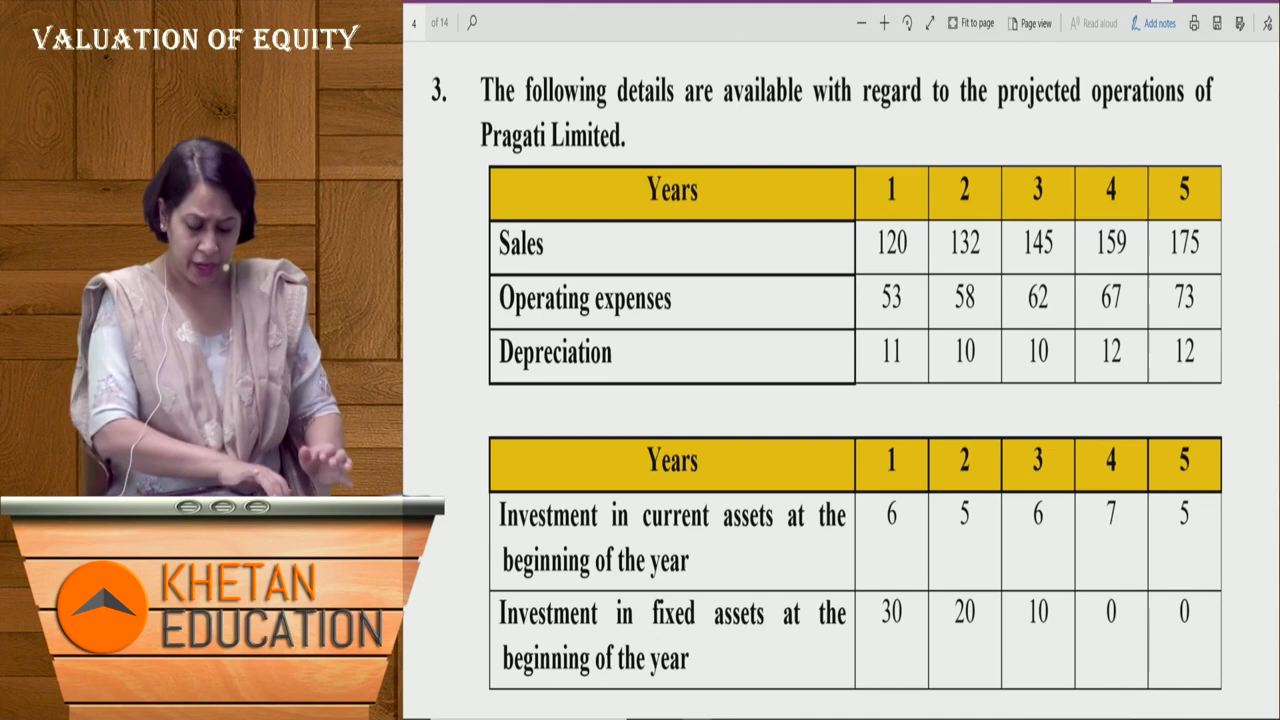 VALUATION OF EQUITY
4 of 14
Fit to page
Page view
Read aloud
Add notes
3. The following details are available with regard to the projected operations of
Pragati Limited.
Years 1 2 3 4 5
Sales 120 132 145 159 175
Operating expenses 53 58 62 67 73
Depreciation 11 10 10 12 12
Years 1 2 3 4 5
Investment in current assets at the 6 5 6 7 5
beginning of the year
Investment in fixed assets at the 30 20 10 0 0
beginning of the year
KHETAN
EDUCATION